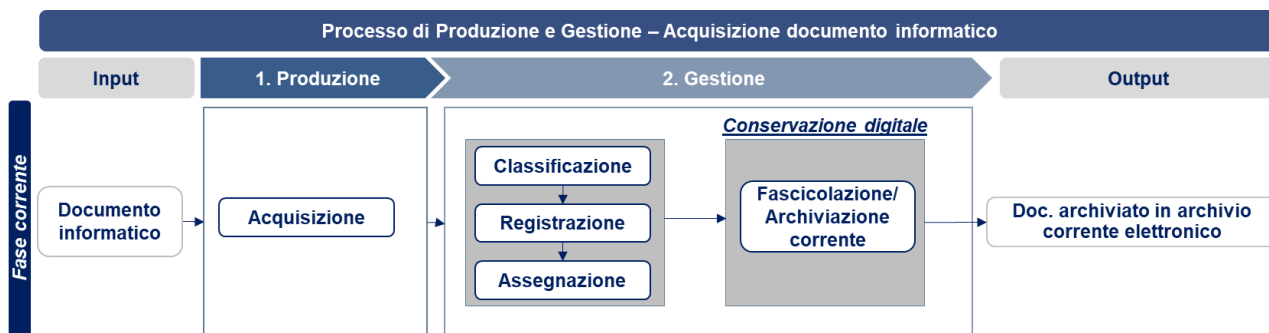 Processo di Produzione e Gestione – Acquisizione documento informatico
Input
1. Produzione
2. Gestione
Output
Fase corrente
Documento
informatico
Acquisizione
Classificazione
Registrazione
Assegnazione
Conservazione digitale
Fascicolazione/
Archiviazione
corrente
Doc. archiviato in archivio
corrente elettronico